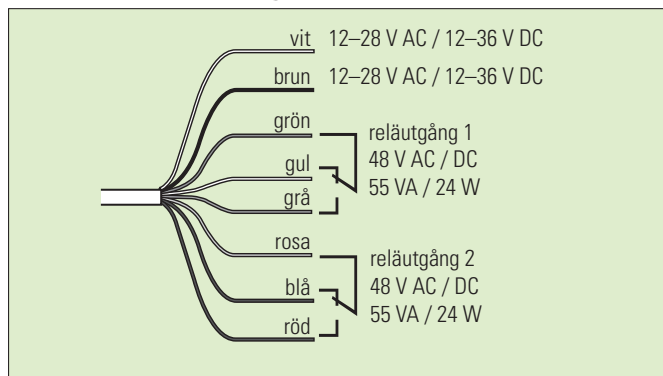 vit 12–28 V AC / 12–36 V DC
brun 12–28 V AC / 12–36 V DC
grön
gul
grå
reläutgång 1
48 V AC / DC
55 VA / 24 W
rosa
blå
röd
reläutgång 2
48 V AC / DC
55 VA / 24 W